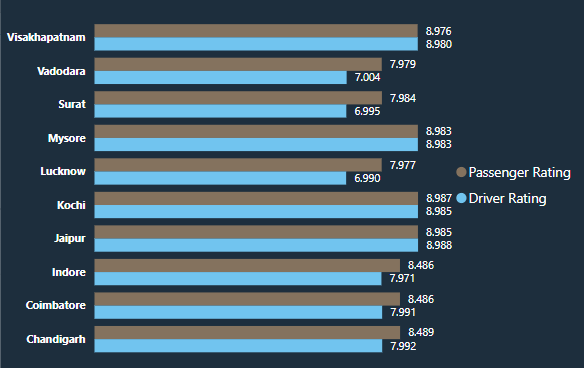 Visakhapatnam 8.976
8.980
Vadodara 7.979
7.004
Surat 7.984
6.995
Mysore 8.983
8.983
Lucknow 7.977
6.990
Passenger Rating
Driver Rating
Kochi 8.987
8.985
Jaipur 8.985
8.988
Indore 8.486
7.971
Coimbatore 8.486
7.991
Chandigarh 8.489
7.992